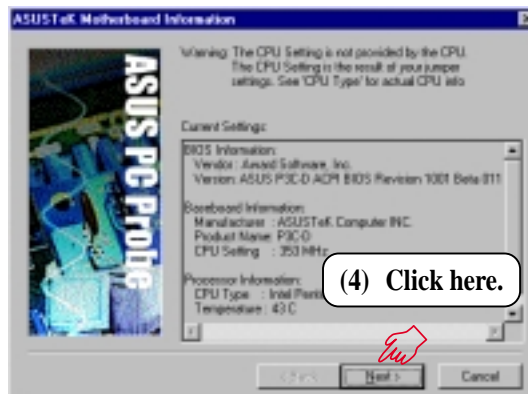 ASUSTeK Motherboard Information
ASUS PC Probe
Warning: The CPU Setting is not provided by the CPU.
The CPU Setting is the result of your jumper
settings. See 'CPU Type' for actual CPU info
Current Settings:
BIOS Information:
Vendor: Award Software, Inc.
Version: ASUS P3C-D ACPI BIOS Revision 1001 Beta 011
Baseboard Information:
Manufacturer : ASUSTeK Computer INC.
Product Name: P3C-D
CPU Setting : 353 MHz
Processor Information:
CPU Type : Intel
Temperature : 43 C
(4) Click here.
< Back
Next >
Cancel